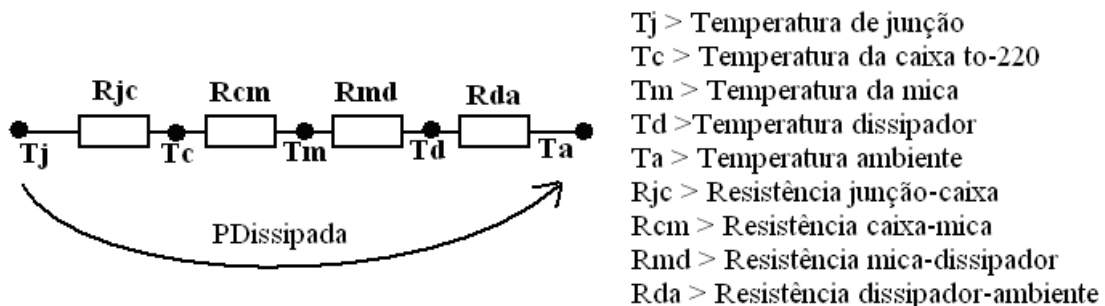 Rjc Rcm Rmd Rda
Tj Tc Tm Td Ta
PDissipada
Tj > Temperatura de junção
Tc > Temperatura da caixa to-220
Tm > Temperatura da mica
Td >Temperatura dissipador
Ta > Temperatura ambiente
Rjc > Resistência junção-caixa
Rcm > Resistência caixa-mica
Rmd > Resistência mica-dissipador
Rda > Resistência dissipador-ambiente